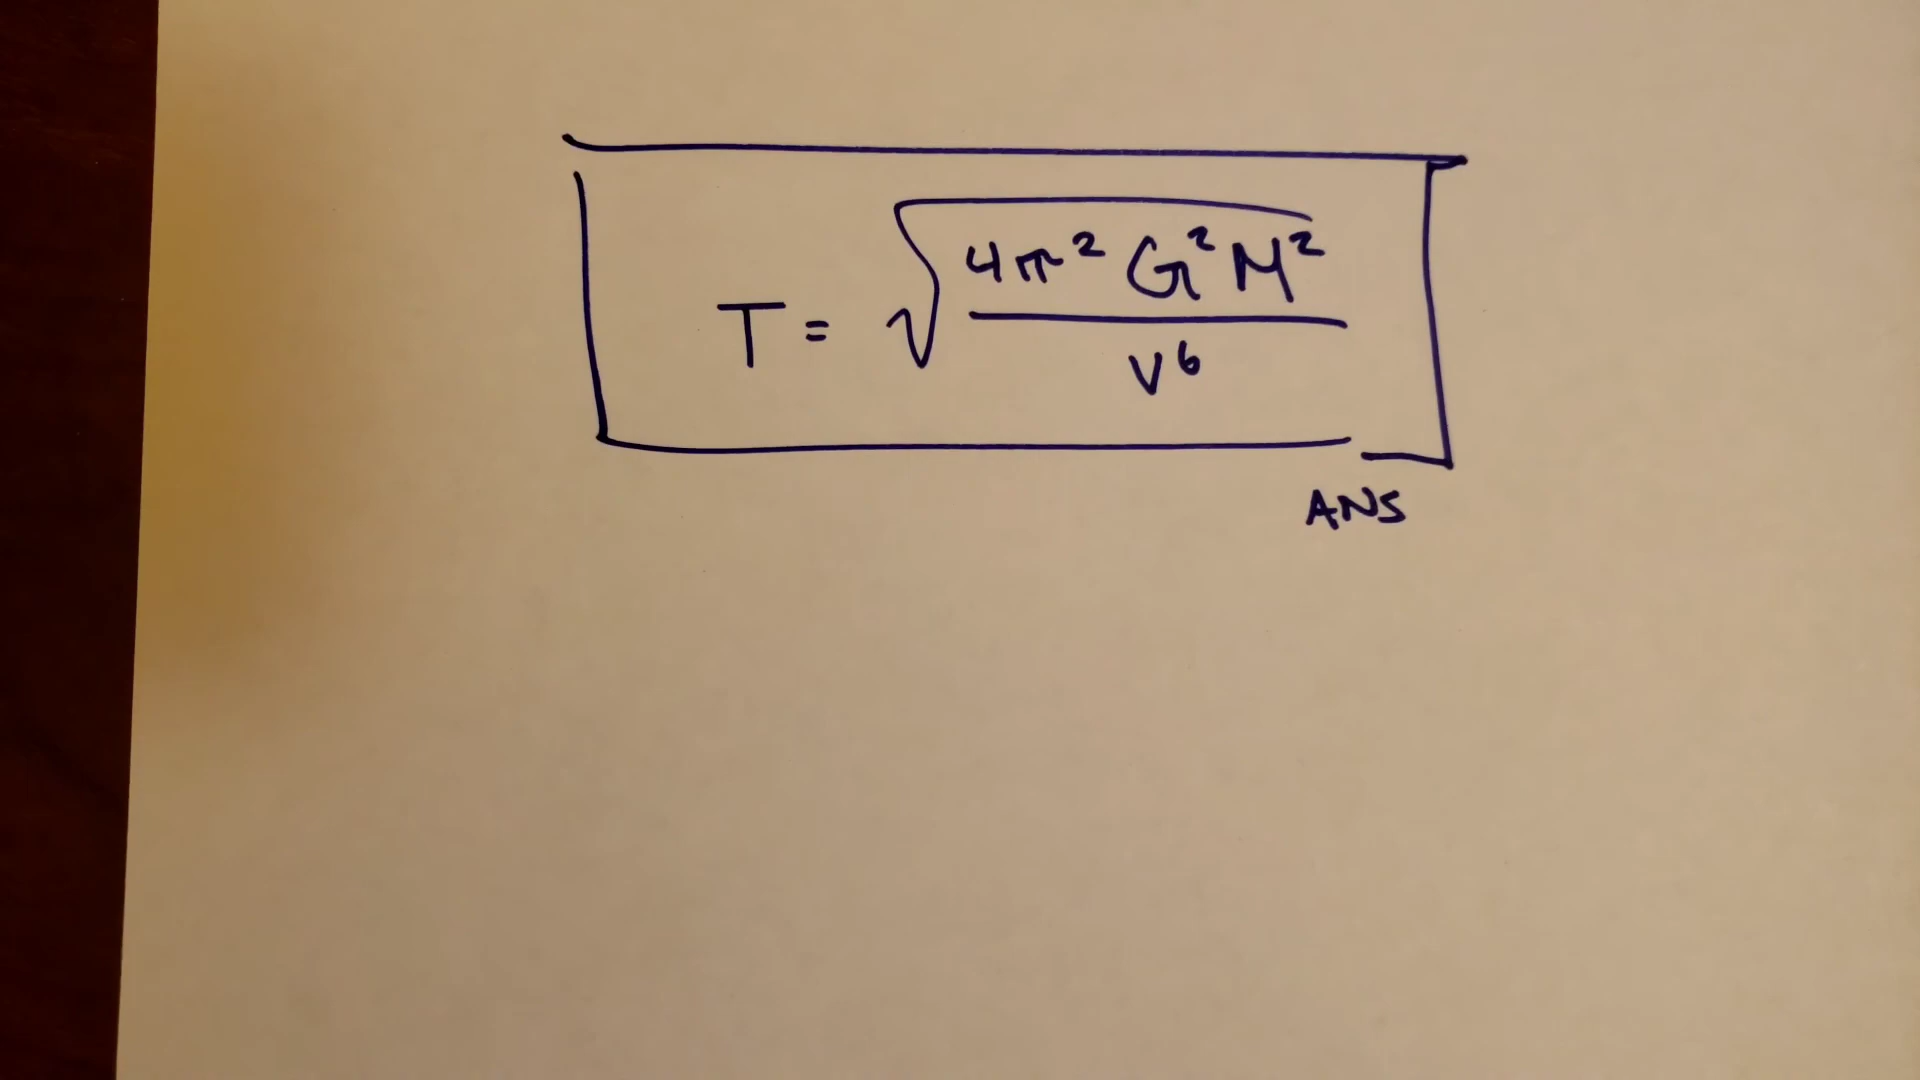 T = √(4π² G² M² / v⁶)
ANS